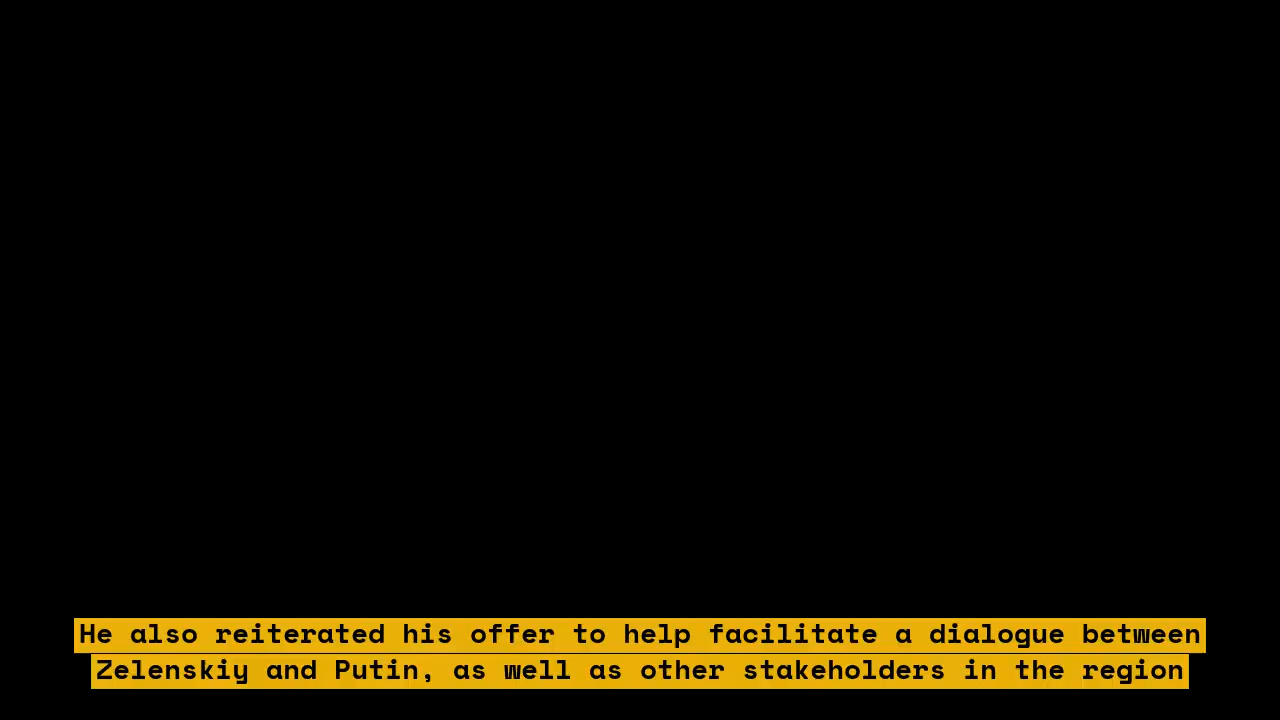 He also reiterated his offer to help facilitate a dialogue between
Zelenskiy and Putin, as well as other stakeholders in the region